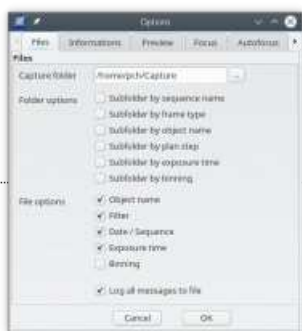 Options
Files Informations Preview Focus Autofocus
Files
Capture folder /home/pch/Capture ...
Folder options Subfolder by sequence name
Subfolder by frame type
Subfolder by object name
Subfolder by plan step
Subfolder by exposure time
Subfolder by binning
...
File options Object name
Filter
Date / Sequence
Exposure time
Binning
Log all messages to file
Cancel OK